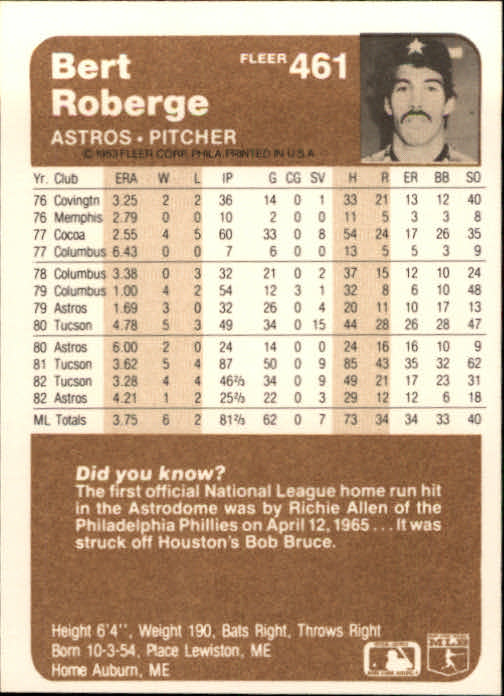 Bert
Roberge
FLEER 461
ASTROS • PITCHER
© 1983 FLEER CORP. PHILA. PRINTED IN U.S.A.
Yr. Club ERA W L IP G CG SV H R ER BB SO
76 Covingtn 3.25 2 2 36 14 0 1 33 21 13 12 40
76 Memphis 2.79 0 0 10 2 0 0 11 5 3 3 8
77 Cocoa 2.55 4 5 60 33 0 8 54 24 17 26 35
77 Columbus 6.43 0 0 7 6 0 0 13 5 5 3 9
78 Columbus 3.38 0 3 32 21 0 2 37 15 12 10 24
79 Columbus 1.00 4 2 54 12 3 1 32 8 6 10 48
79 Astros 1.69 3 0 32 26 0 4 20 11 10 17 13
80 Tucson 4.78 5 3 49 34 0 15 44 28 26 28 47
80 Astros 6.00 2 0 24 14 0 0 24 16 16 10 9
81 Tucson 3.62 5 4 87 50 0 9 85 43 35 32 62
82 Tucson 3.28 4 4 46⅔ 34 0 9 49 21 17 23 31
82 Astros 4.21 1 2 25⅔ 22 0 3 29 12 12 6 18
ML Totals 3.75 6 2 81⅔ 62 0 7 73 34 34 33 40
Did you know?
The first official National League home run hit
in the Astrodome was by Richie Allen of the
Philadelphia Phillies on April 12, 1965 ... It was
struck off Houston's Bob Bruce.
Height 6'4", Weight 190, Bats Right, Throws Right
Born 10-3-54, Place Lewiston, ME
Home Auburn, ME